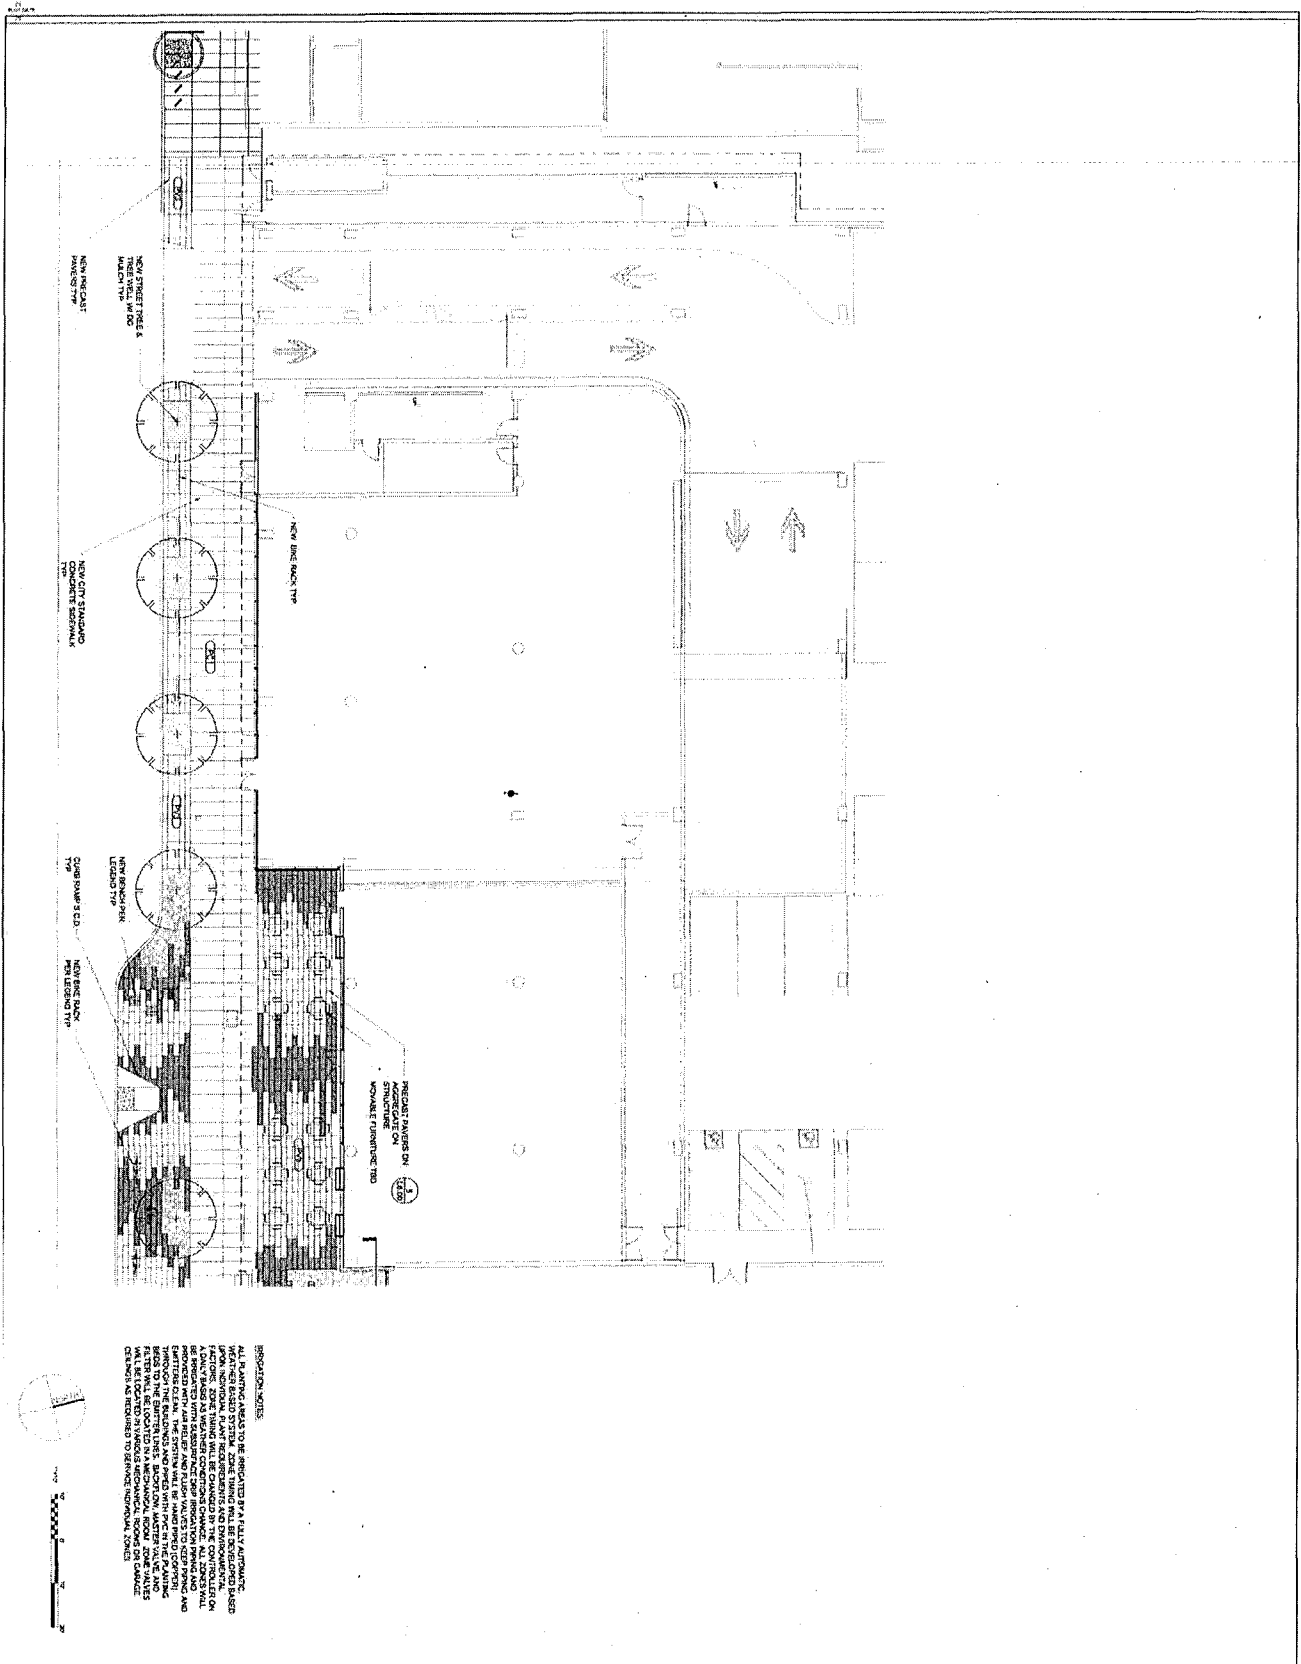 NEW PRECAST
PAVERS TYP
NEW STREET TREE &
TREE WELL W/ DG
MULCH TYP
NEW BIKE RACK TYP
NEW CITY STANDARD
CONCRETE SIDEWALK
TYP
NEW BENCH PER
LEGEND TYP
CURB RAMP S.C.D.
TYP
NEW BIKE RACK
PER LEGEND TYP
PRECAST PAVERS ON
AGGREGATE ON
STRUCTURE
MOVABLE FURNITURE TBD
IRRIGATION NOTES:
ALL PLANTING AREAS TO BE IRRIGATED BY A FULLY AUTOMATIC,
WEATHER BASED SYSTEM. ZONE TIMING WILL BE DEVELOPED BASED
UPON INDIVIDUAL PLANT REQUIREMENTS AND ENVIRONMENTAL
FACTORS. ZONE TIMING WILL BE CHANGED BY THE CONTROLLER ON
A DAILY BASIS AS WEATHER CONDITIONS CHANGE. ALL ZONES WILL
BE IRRIGATED WITH SUBSURFACE DRIP IRRIGATION PIPING AND
PROVIDED WITH AIR RELIEF AND FLUSH VALVES TO KEEP PIPING AND
EMITTERS CLEAN. THE SYSTEM WILL BE HARD PIPED (COPPER)
THROUGH THE BUILDINGS AND PIPED WITH PVC IN THE PLANTING
BEDS TO THE EMITTER LINES. BACKFLOW, MASTER VALVE, AND
FILTER WILL BE LOCATED IN A MECHANICAL ROOM. ZONE VALVES
WILL BE LOCATED IN VARIOUS MECHANICAL ROOMS OR GARAGE
CEILINGS AS REQUIRED TO SERVICE INDIVIDUAL ZONES.